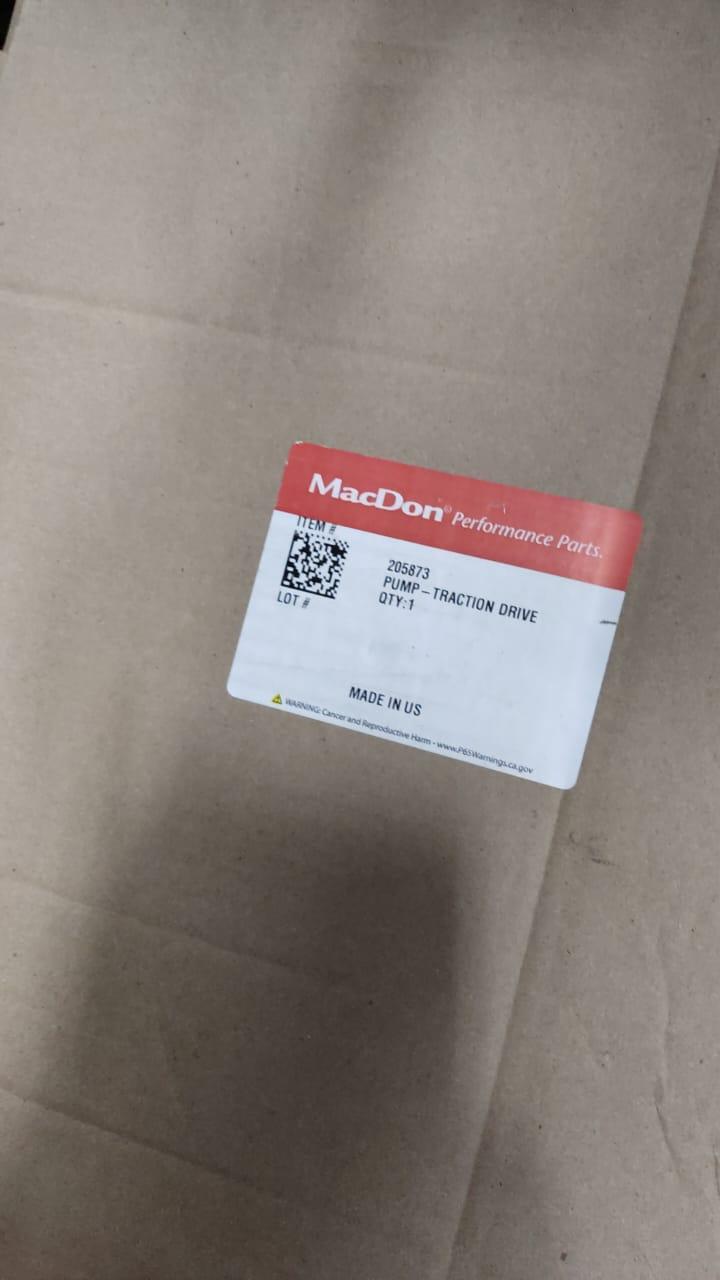 MacDon® Performance Parts.
ITEM #
LOT #
205873
PUMP – TRACTION DRIVE
QTY:1
MADE IN US
WARNING: Cancer and Reproductive Harm - www.P65Warnings.ca.gov